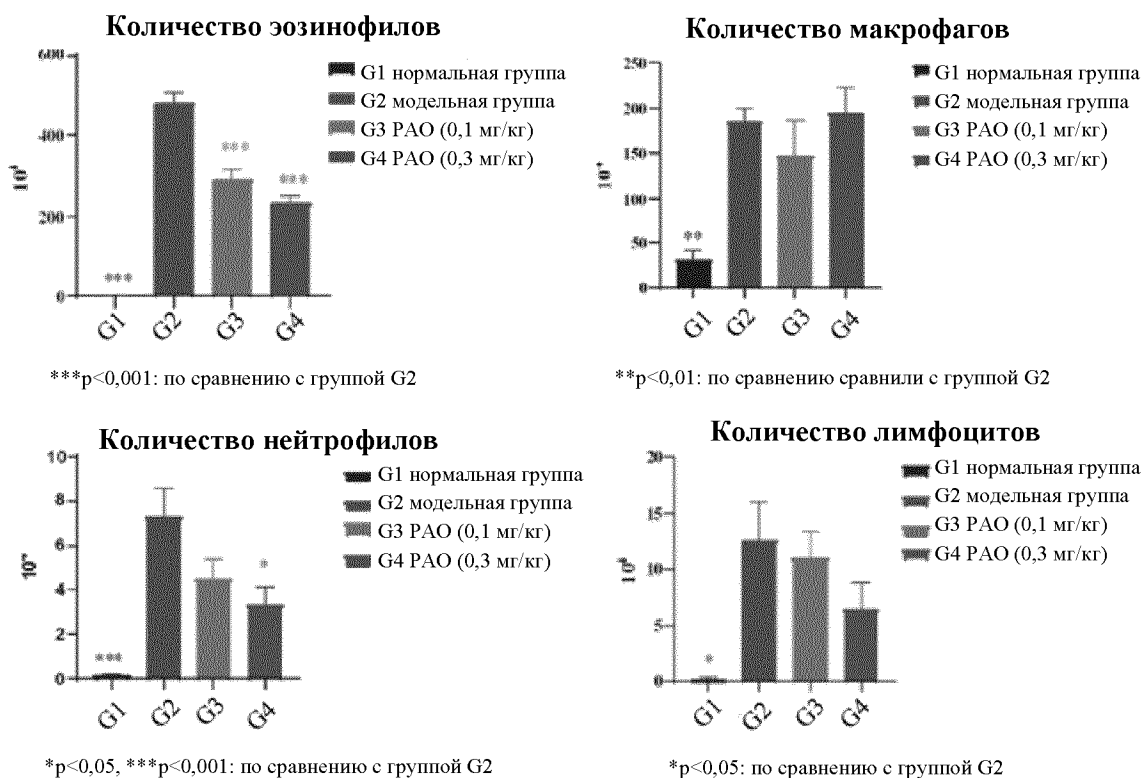 Количество эозинофилов
600
400
200
0
G1
G2
G3
G4
***
***
***
G1 нормальная группа
G2 модельная группа
G3 PAO (0,1 мг/кг)
G4 PAO (0,3 мг/кг)
***p<0,001: по сравнению с группой G2
Количество макрофагов
250
200
150
100
50
0
**
G1
G2
G3
G4
G1 нормальная группа
G2 модельная группа
G3 PAO (0,1 мг/кг)
G4 PAO (0,3 мг/кг)
**p<0,01: по сравнению сравнили с группой G2
Количество нейтрофилов
10
8
6
4
2
0
***
*
G1
G2
G3
G4
G1 нормальная группа
G2 модельная группа
G3 PAO (0,1 мг/кг)
G4 PAO (0,3 мг/кг)
*p<0,05, ***p<0,001: по сравнению с группой G2
Количество лимфоцитов
20
15
10
5
0
*
G1
G2
G3
G4
G1 нормальная группа
G2 модельная группа
G3 PAO (0,1 мг/кг)
G4 PAO (0,3 мг/кг)
*p<0,05: по сравнению с группой G2